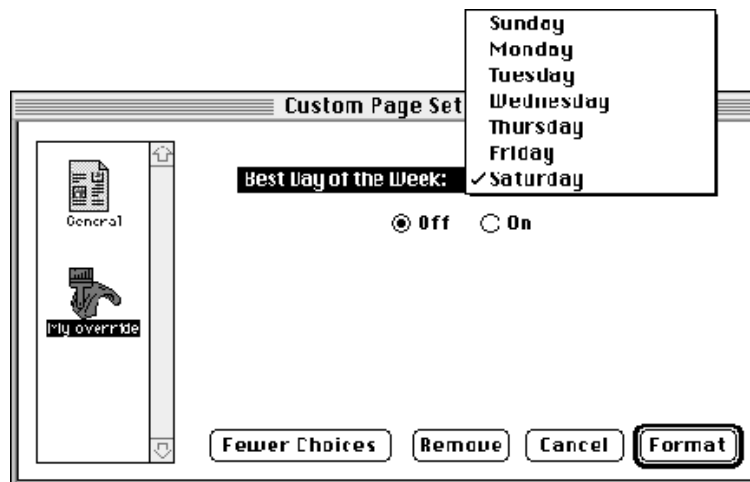 Sunday
Monday
Tuesday
Wednesday
Thursday
Friday
✓Saturday
Custom Page Set
Best Day of the Week:
General
Off
On
My override
Fewer Choices
Remove
Cancel
Format